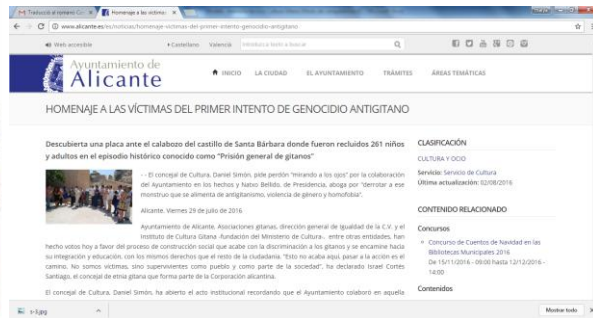 Traducció al romaní: Co
Homenaje a las víctimas
www.alicante.es/es/noticias/homenaje-victimas-del-primer-intento-genocidio-antigitano
Web accesible
Castellano Valencià Introduzca texto a buscar
Ayuntamiento de
Alicante
INICIO LA CIUDAD EL AYUNTAMIENTO TRÁMITES ÁREAS TEMÁTICAS
HOMENAJE A LAS VÍCTIMAS DEL PRIMER INTENTO DE GENOCIDIO ANTIGITANO
Descubierta una placa ante el calabozo del castillo de Santa Bárbara donde fueron recluidos 261 niños
y adultos en el episodio histórico conocido como "Prisión general de gitanos"
- - El concejal de Cultura, Daniel Simón, pide perdón "mirando a los ojos" por la colaboración
del Ayuntamiento en los hechos y Natxo Bellido, de Presidencia, aboga por "derrotar a ese
monstruo que se alimenta de antigitanismo, violencia de género y homofobia".
Alicante. Viernes 29 de julio de 2016
Ayuntamiento de Alicante, Asociaciones gitanas, dirección general de Igualdad de la C.V. y el
Instituto de Cultura Gitana -fundación del Ministerio de Cultura-, entre otras entidades, han
hecho votos hoy a favor del proceso de construcción social que acabe con la discriminación a los gitanos y se encamine hacia
su integración y educación, con los mismos derechos que el resto de la ciudadanía. "Esto no acaba aquí, pasar a la acción es el
camino. No somos víctimas, sino supervivientes como pueblo y como parte de la sociedad", ha declarado Israel Cortés
Santiago, el concejal de etnia gitana que forma parte de la Corporación alicantina.
El concejal de Cultura, Daniel Simón, ha abierto el acto institucional recordando que el Ayuntamiento colaboró en aquella
CLASIFICACIÓN
CULTURA Y OCIO
Servicio: Servicio de Cultura
Última actualización: 02/08/2016
CONTENIDO RELACIONADO
Concursos
Concurso de Cuentos de Navidad en las
Bibliotecas Municipales 2016
De 15/11/2016 - 09:00 hasta 12/12/2016 -
14:00
Contenidos
Mostrar todo